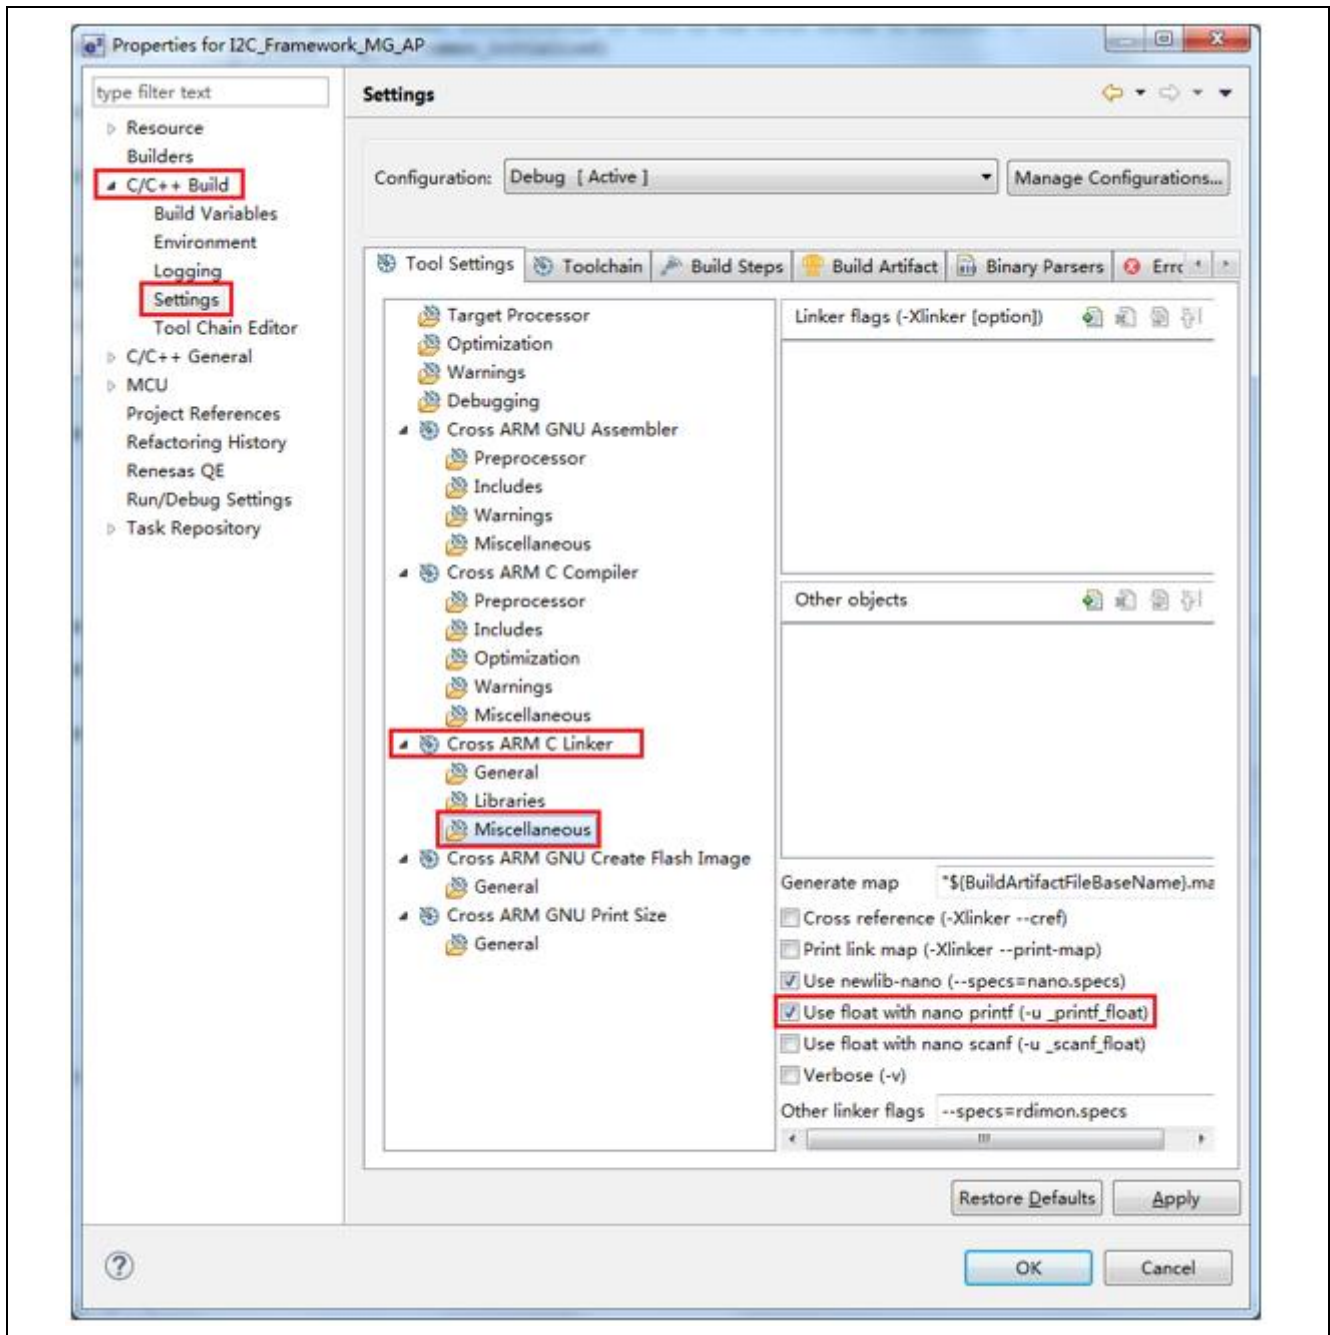 Properties for I2C_Framework_MG_AP
type filter text
Resource
Builders
C/C++ Build
Build Variables
Environment
Logging
Settings
Tool Chain Editor
C/C++ General
MCU
Project References
Refactoring History
Renesas QE
Run/Debug Settings
Task Repository
Settings
Configuration: Debug [ Active ] Manage Configurations...
Tool Settings Toolchain Build Steps Build Artifact Binary Parsers Errc
Target Processor
Optimization
Warnings
Debugging
Cross ARM GNU Assembler
Preprocessor
Includes
Warnings
Miscellaneous
Cross ARM C Compiler
Preprocessor
Includes
Optimization
Warnings
Miscellaneous
Cross ARM C Linker
General
Libraries
Miscellaneous
Cross ARM GNU Create Flash Image
General
Cross ARM GNU Print Size
General
Linker flags (-Xlinker [option])
Other objects
Generate map "${BuildArtifactFileBaseName}.ma
Cross reference (-Xlinker --cref)
Print link map (-Xlinker --print-map)
Use newlib-nano (--specs=nano.specs)
Use float with nano printf (-u _printf_float)
Use float with nano scanf (-u _scanf_float)
Verbose (-v)
Other linker flags --specs=rdimon.specs
Restore Defaults Apply
OK Cancel